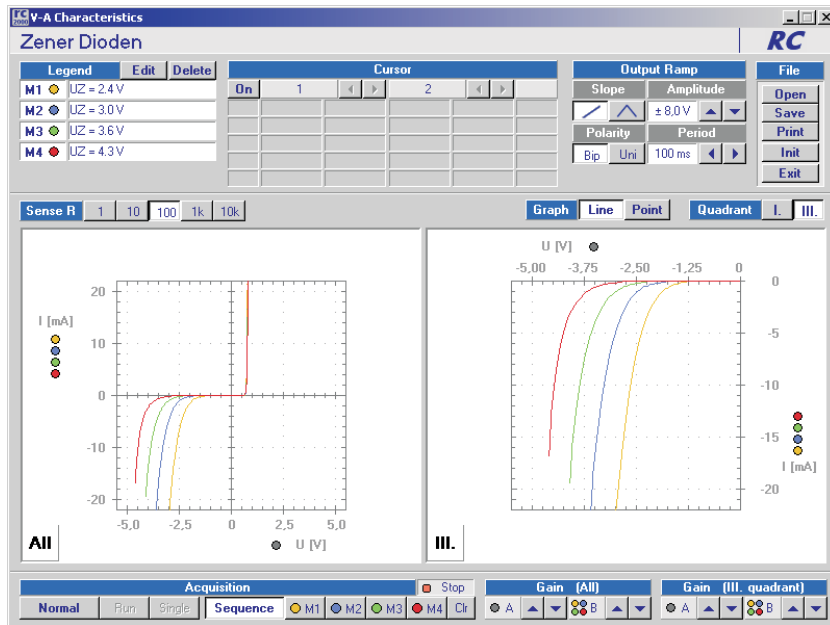 RC 2000 V-A Characteristics
Zener Dioden
RC
Legend Edit Delete
M1 UZ = 2.4 V
M2 UZ = 3.0 V
M3 UZ = 3.6 V
M4 UZ = 4.3 V
Cursor
On 1 2
Output Ramp
Slope Amplitude
± 8,0 V
Polarity Period
Bip Uni 100 ms
File
Open
Save
Print
Init
Exit
Sense R 1 10 100 1k 10k
Graph Line Point Quadrant I. III.
20
10
0
-10
-20
I [mA]
-5,0 -2,5 0 2,5 5,0
U [V]
All
U [V]
-5,00 -3,75 -2,50 -1,25 0
0
-5
-10
-15
-20
I [mA]
III.
Acquisition Stop
Normal Run Single Sequence M1 M2 M3 M4 Clr
Gain (All)
A B
Gain (III. quadrant)
A B